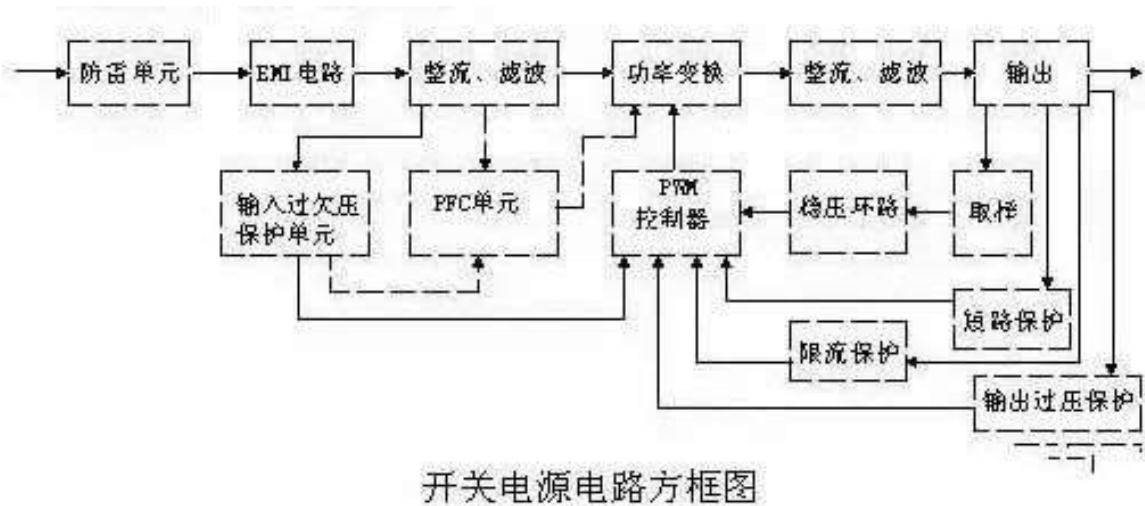 防雷单元
EMI 电路
整流、滤波
功率变换
整流、滤波
输出
输入过欠压
保护单元
PFC单元
PWM
控制器
稳压环路
取样
短路保护
限流保护
输出过压保护
开关电源电路方框图